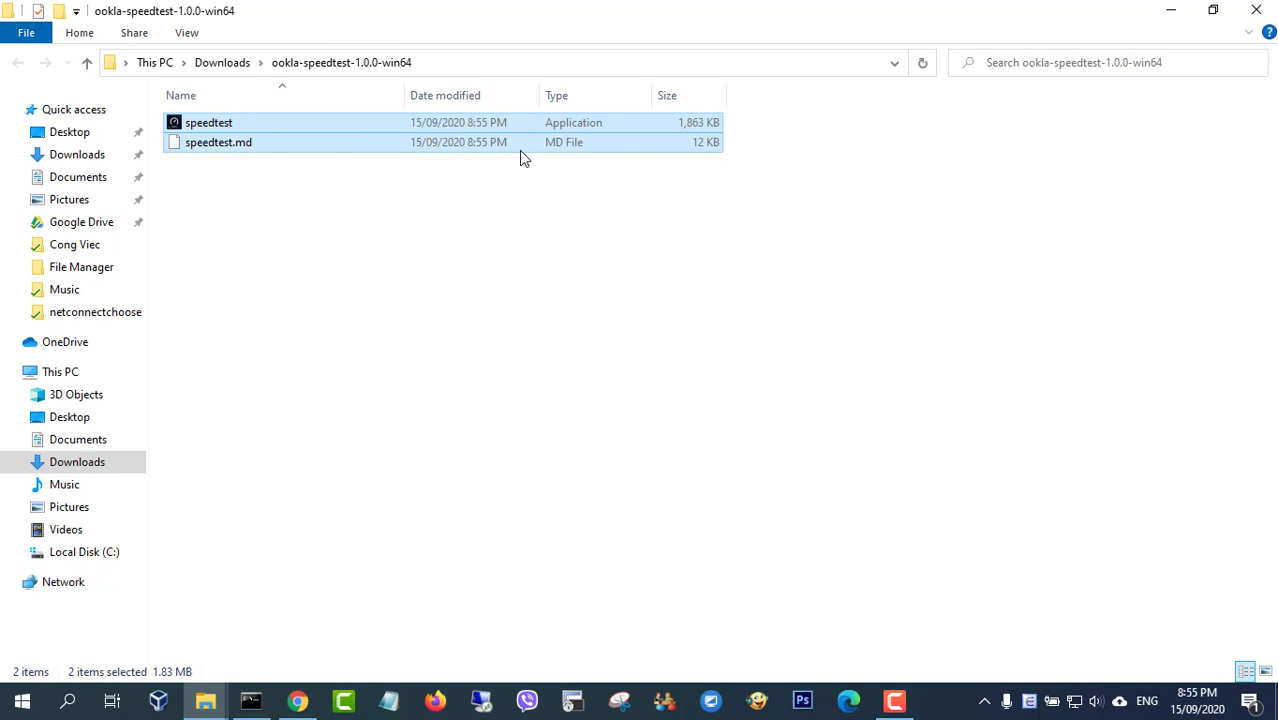 ookla-speedtest-1.0.0-win64
File Home Share View
This PC Downloads ookla-speedtest-1.0.0-win64
Search ookla-speedtest-1.0.0-win64
Name Date modified Type Size
speedtest 15/09/2020 8:55 PM Application 1,863 KB
speedtest.md 15/09/2020 8:55 PM MD File 12 KB
Quick access
Desktop
Downloads
Documents
Pictures
Google Drive
Cong Viec
File Manager
Music
netconnectchoose
OneDrive
This PC
3D Objects
Desktop
Documents
Downloads
Music
Pictures
Videos
Local Disk (C:)
Network
2 items 2 items selected 1.83 MB
ENG
8:55 PM
15/09/2020